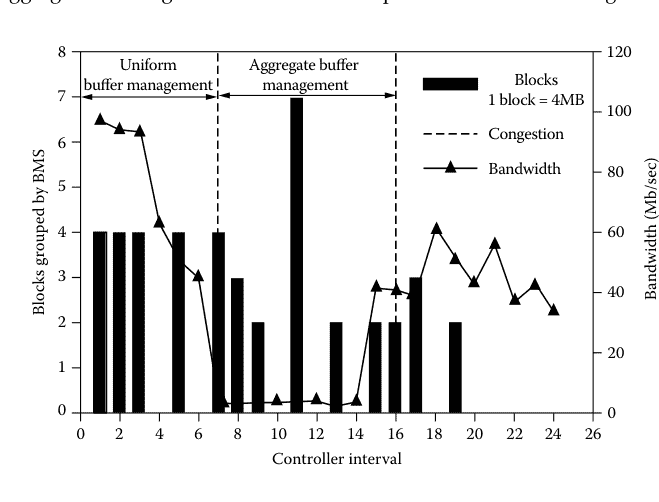 Uniform
buffer management
Aggregate buffer
management
Blocks
1 block = 4MB
Congestion
Bandwidth
Blocks grouped by BMS
8
7
6
5
4
3
2
1
0
120
100
80
60
40
20
0
Bandwidth (Mb/sec)
0 2 4 6 8 10 12 14 16 18 20 22 24 26
Controller interval